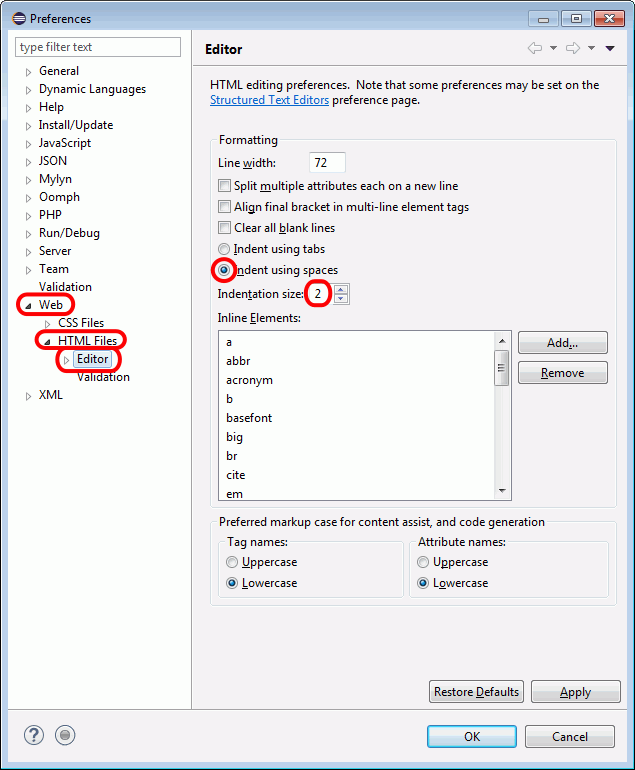 Preferences
type filter text
General
Dynamic Languages
Help
Install/Update
JavaScript
JSON
Mylyn
Oomph
PHP
Run/Debug
Server
Team
Validation
Web
CSS Files
HTML Files
Editor
Validation
XML
Editor
HTML editing preferences.  Note that some preferences may be set on the
Structured Text Editors preference page.
Formatting
Line width: 72
Split multiple attributes each on a new line
Align final bracket in multi-line element tags
Clear all blank lines
Indent using tabs
Indent using spaces
Indentation size: 2
Inline Elements:
a
abbr
acronym
b
basefont
big
br
cite
em
Add...
Remove
Preferred markup case for content assist, and code generation
Tag names:
Uppercase
Lowercase
Attribute names:
Uppercase
Lowercase
Restore Defaults Apply
? OK Cancel